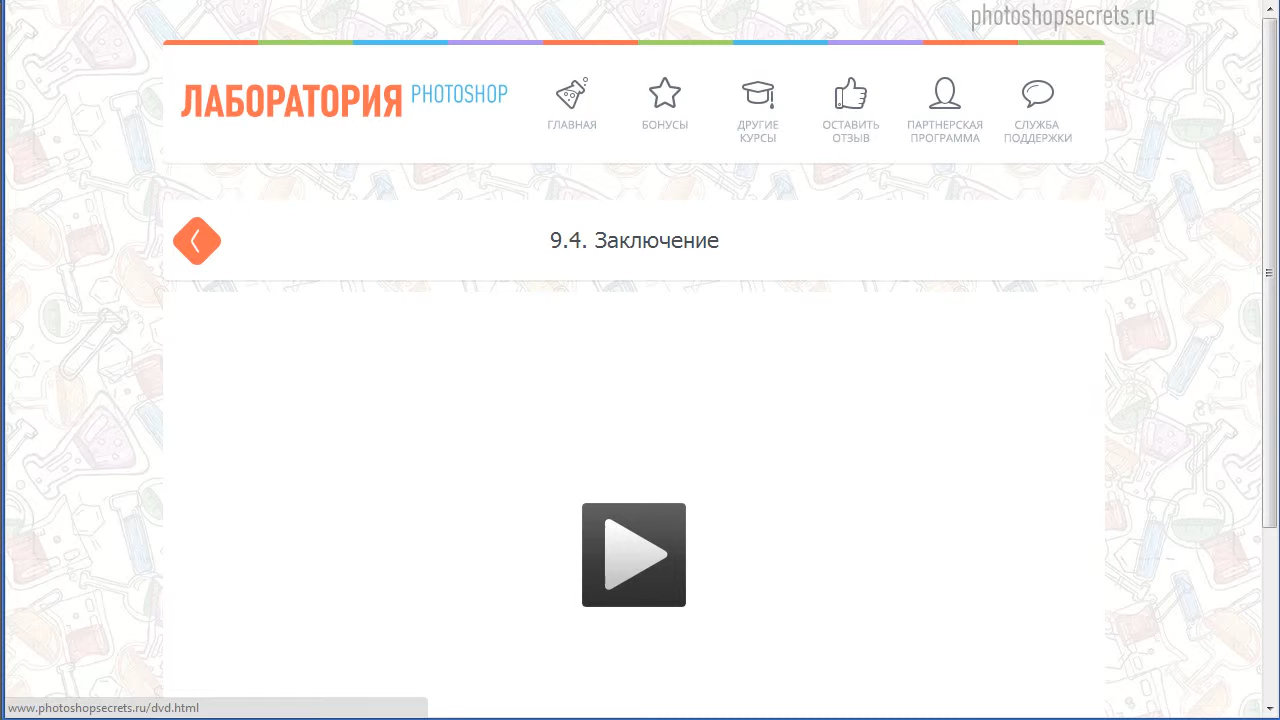 photoshopsecrets.ru
ЛАБОРАТОРИЯ PHOTOSHOP
ГЛАВНАЯ
БОНУСЫ
ДРУГИЕ
КУРСЫ
ОСТАВИТЬ
ОТЗЫВ
ПАРТНЕРСКАЯ
ПРОГРАММА
СЛУЖБА
ПОДДЕРЖКИ
9.4. Заключение
www.photoshopsecrets.ru/dvd.html